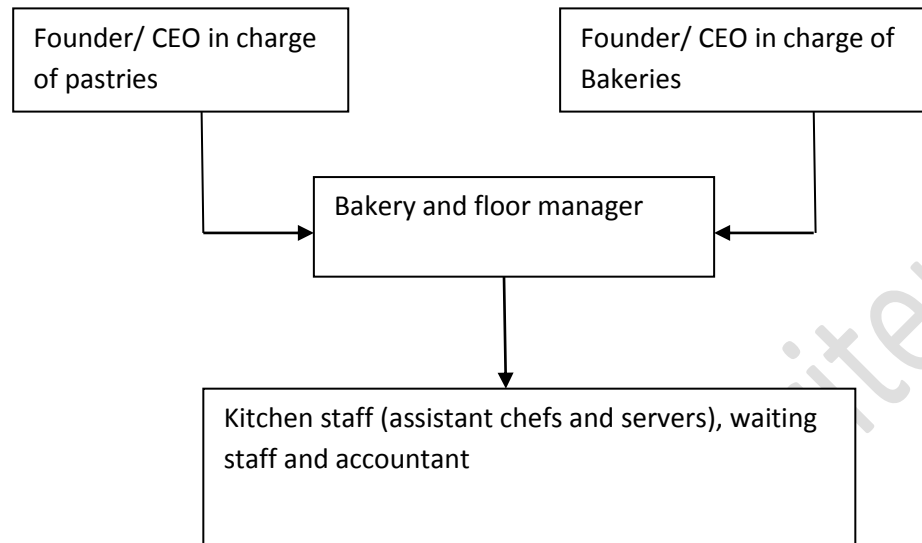 Founder/ CEO in charge
of pastries
Founder/ CEO in charge of
Bakeries
Bakery and floor manager
Kitchen staff (assistant chefs and servers), waiting
staff and accountant